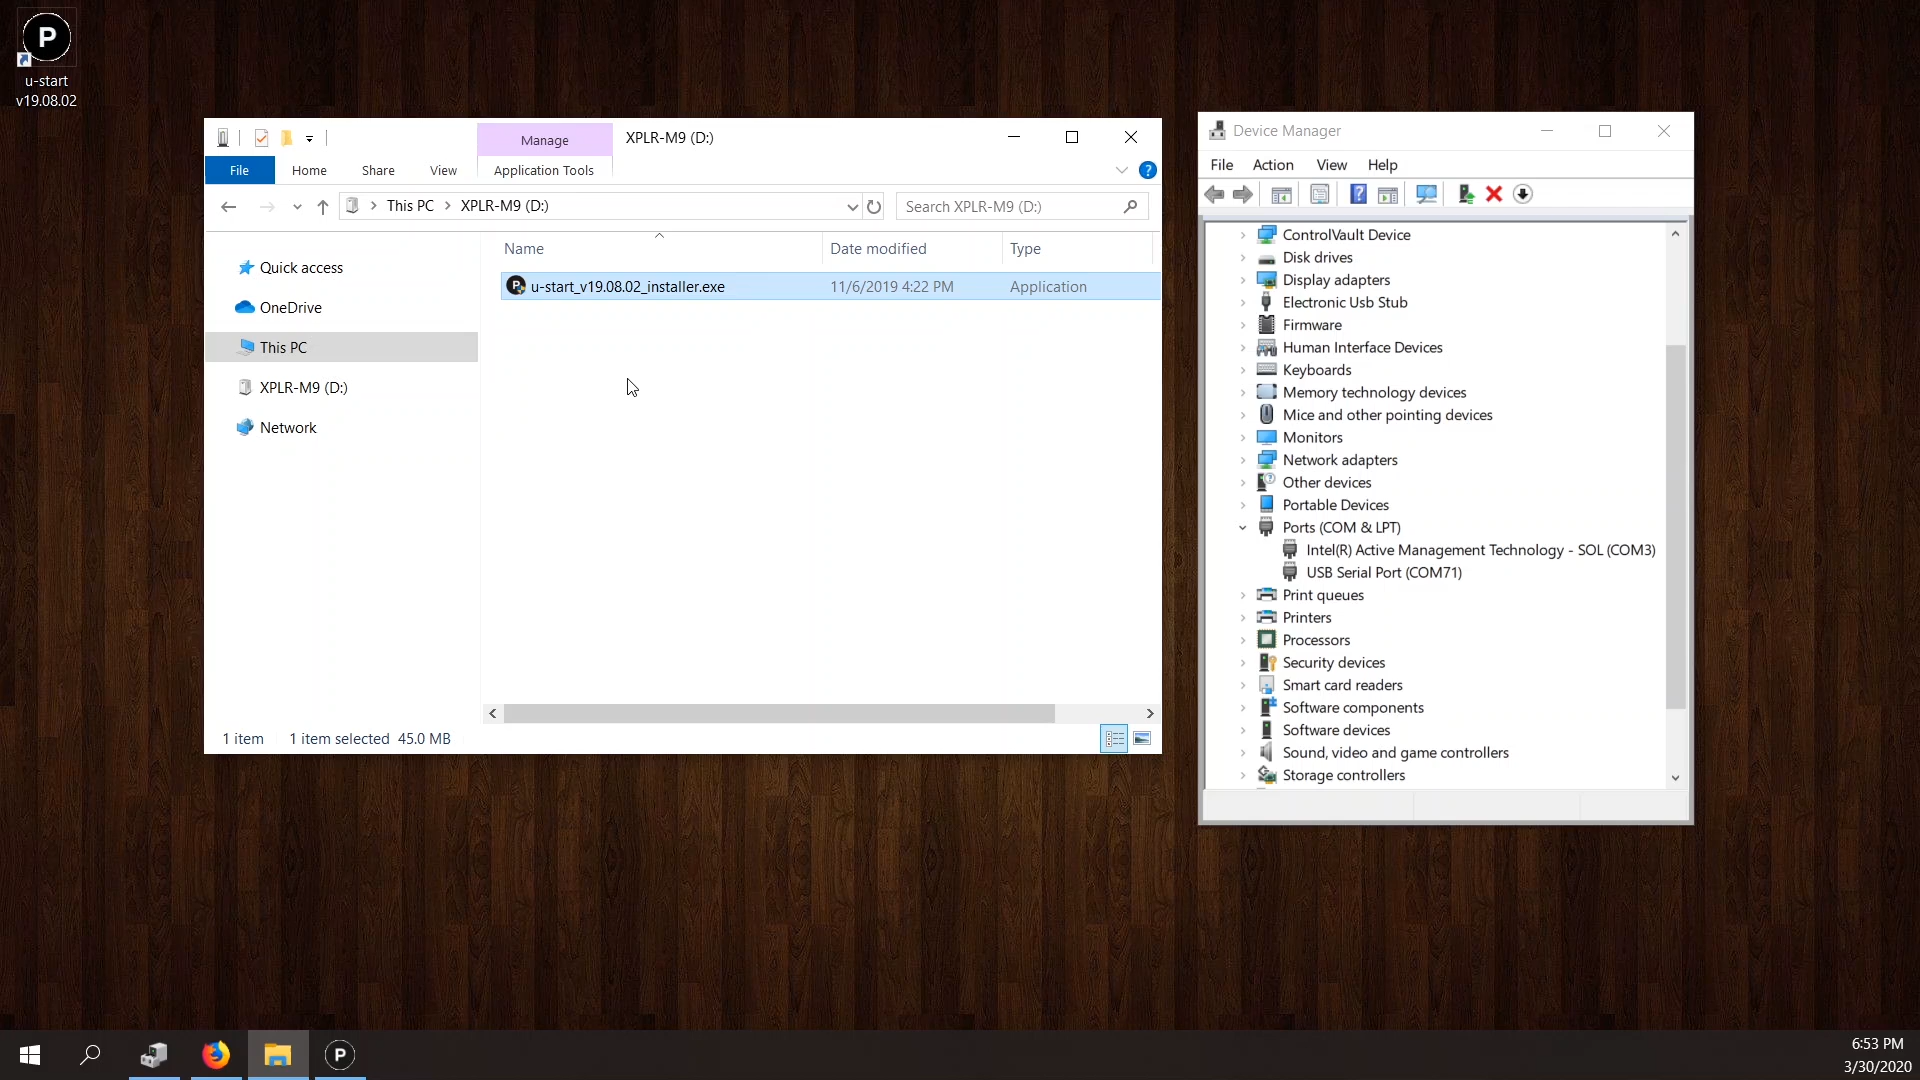 P
u-start
v19.08.02
Manage
XPLR-M9 (D:)
File
Home
Share
View
Application Tools
?
This PC
XPLR-M9 (D:)
Search XPLR-M9 (D:)
Quick access
OneDrive
This PC
XPLR-M9 (D:)
Network
Name
Date modified
Type
u-start_v19.08.02_installer.exe
11/6/2019 4:22 PM
Application
1 item
1 item selected 45.0 MB
Device Manager
File
Action
View
Help
ControlVault Device
Disk drives
Display adapters
Electronic Usb Stub
Firmware
Human Interface Devices
Keyboards
Memory technology devices
Mice and other pointing devices
Monitors
Network adapters
Other devices
Portable Devices
Ports (COM & LPT)
Intel(R) Active Management Technology - SOL (COM3)
USB Serial Port (COM71)
Print queues
Printers
Processors
Security devices
Smart card readers
Software components
Software devices
Sound, video and game controllers
Storage controllers
P
6:53 PM
3/30/2020